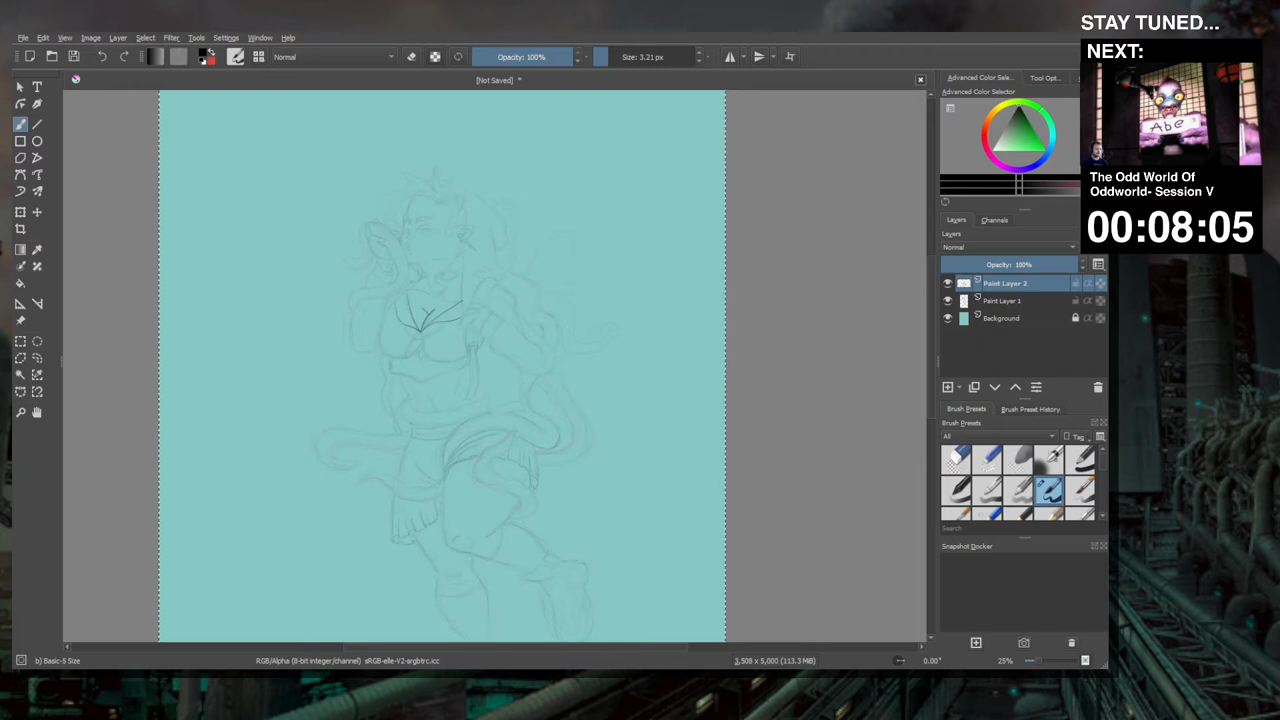 STAY TUNED...
NEXT:
Abe
The Odd World Of
Oddworld- Session V
00:08:05
File Edit View Image Layer Select Filter Tools Settings Window Help
Normal
Opacity: 100%
Size: 3.21 px
[Not Saved] *
Advanced Color Sele...
Tool Opt...
Advanced Color Selector
Layers
Channels
Layers
Normal
Opacity: 100%
Paint Layer 2
Paint Layer 1
Background
Brush Presets
Brush Preset History
Brush Presets
All
Tag
Search
Snapshot Docker
b) Basic-5 Size
RGB/Alpha (8-bit integer/channel) sRGB-elle-V2-srgbtrc.icc
3,508 x 5,000 (113.3 MiB)
0.00°
25%